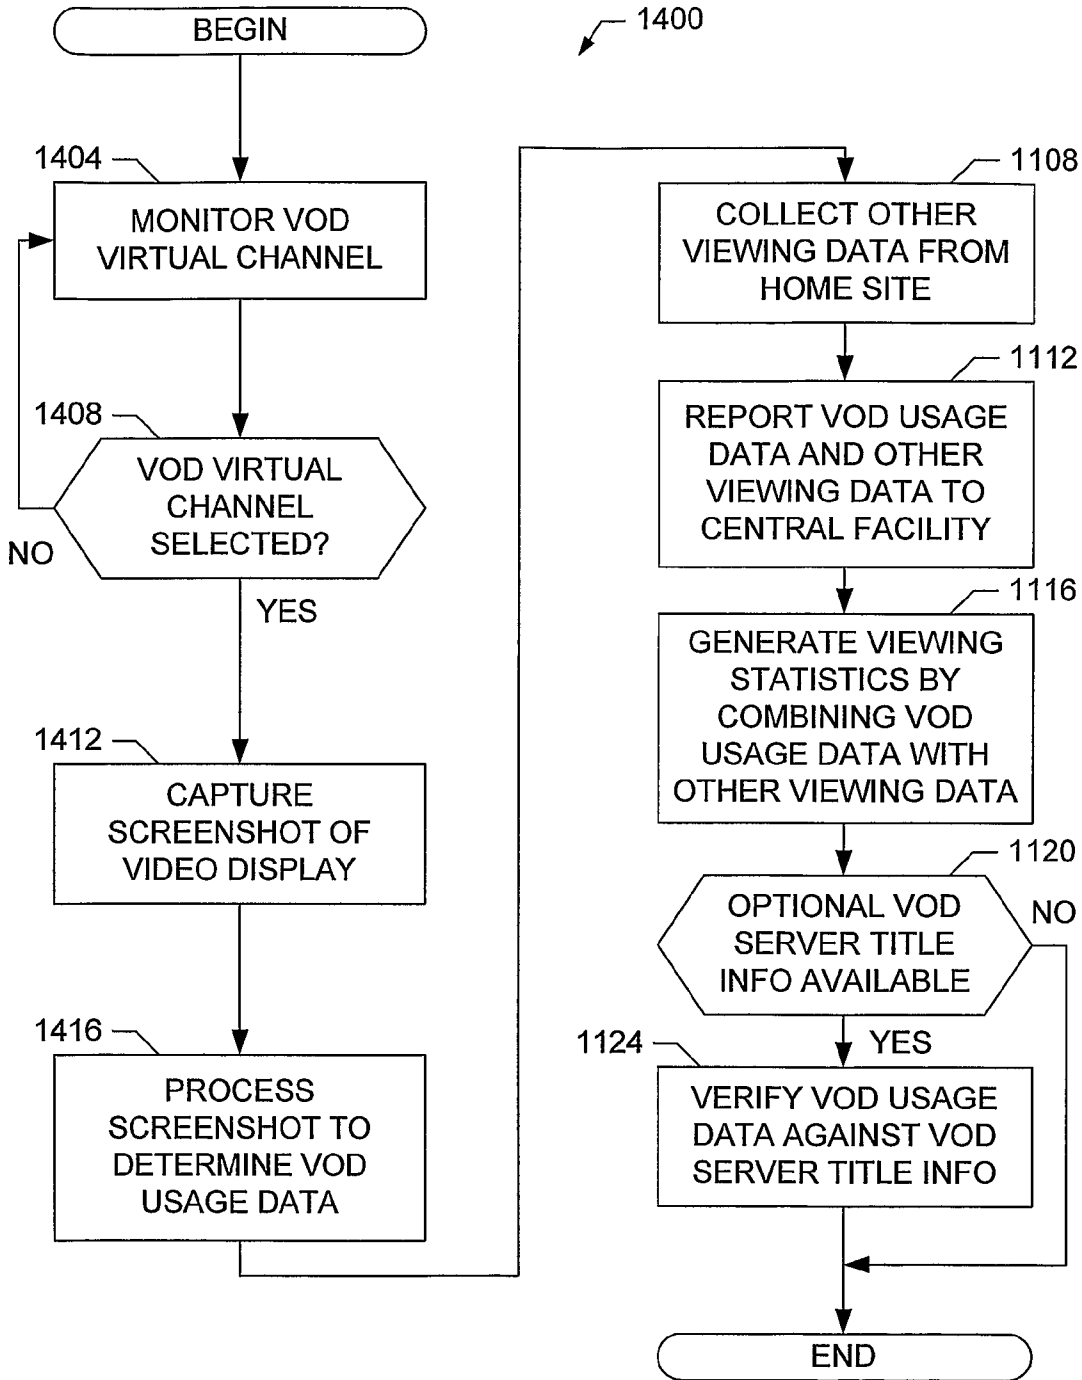 BEGIN
1400
1404
MONITOR VOD
VIRTUAL CHANNEL
1408
VOD VIRTUAL
CHANNEL
SELECTED?
NO
YES
1412
CAPTURE
SCREENSHOT OF
VIDEO DISPLAY
1416
PROCESS
SCREENSHOT TO
DETERMINE VOD
USAGE DATA
1108
COLLECT OTHER
VIEWING DATA FROM
HOME SITE
1112
REPORT VOD USAGE
DATA AND OTHER
VIEWING DATA TO
CENTRAL FACILITY
1116
GENERATE VIEWING
STATISTICS BY
COMBINING VOD
USAGE DATA WITH
OTHER VIEWING DATA
1120
OPTIONAL VOD
SERVER TITLE
INFO AVAILABLE
NO
YES
1124
VERIFY VOD USAGE
DATA AGAINST VOD
SERVER TITLE INFO
END